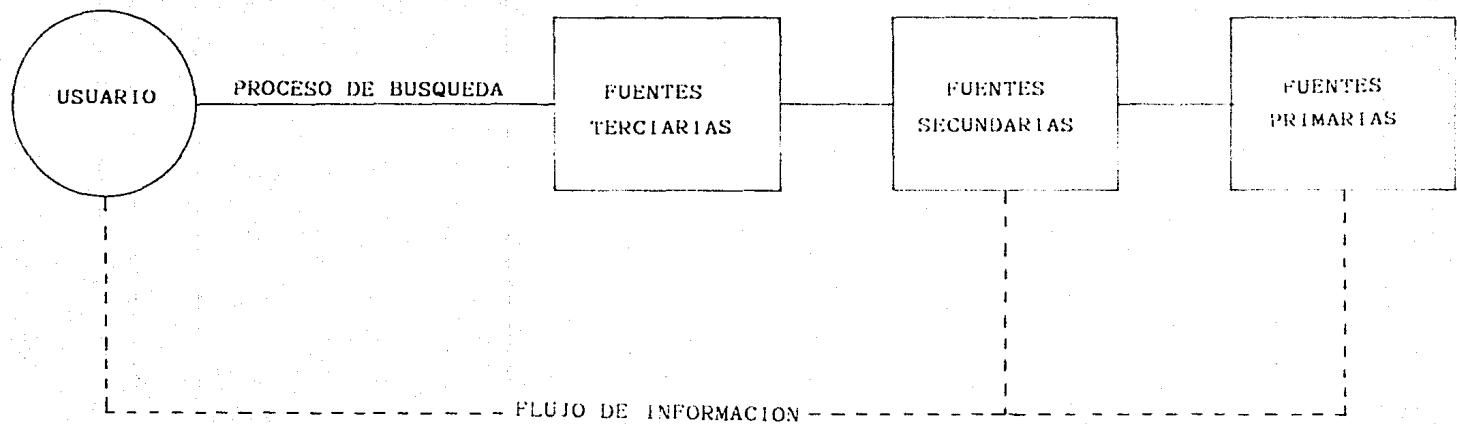 USUARIO
PROCESO DE BUSQUEDA
FUENTES
TERCIARIAS
FUENTES
SECUNDARIAS
FUENTES
PRIMARIAS
FLUJO DE INFORMACION